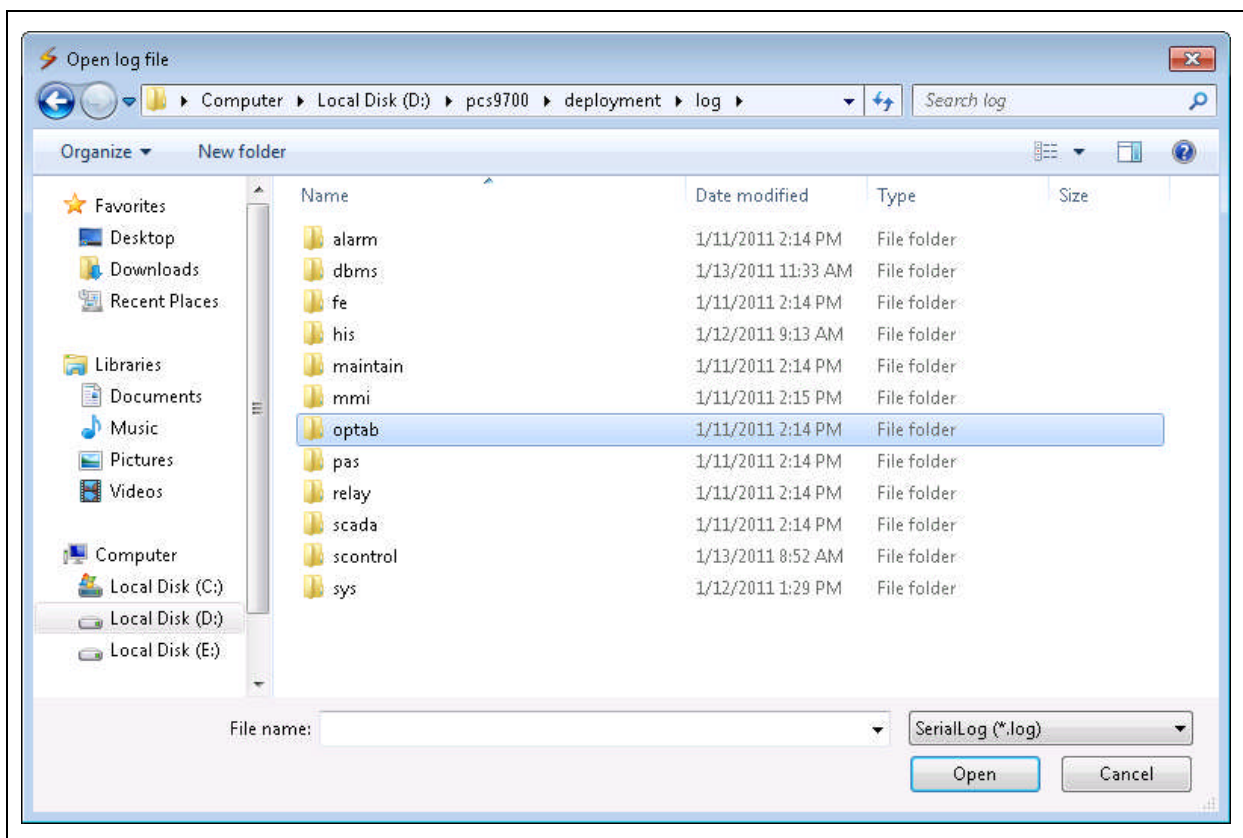 Open log file
Computer Local Disk (D:) pcs9700 deployment log Search log
Organize New folder
Favorites
Desktop
Downloads
Recent Places
Libraries
Documents
Music
Pictures
Videos
Computer
Local Disk (C:)
Local Disk (D:)
Local Disk (E:)
Name Date modified Type Size
alarm 1/11/2011 2:14 PM File folder
dbms 1/13/2011 11:33 AM File folder
fe 1/11/2011 2:14 PM File folder
his 1/12/2011 9:13 AM File folder
maintain 1/11/2011 2:14 PM File folder
mmi 1/11/2011 2:15 PM File folder
optab 1/11/2011 2:14 PM File folder
pas 1/11/2011 2:14 PM File folder
relay 1/11/2011 2:14 PM File folder
scada 1/11/2011 2:14 PM File folder
scontrol 1/13/2011 8:52 AM File folder
sys 1/12/2011 1:29 PM File folder
File name: SerialLog (*.log)
Open Cancel